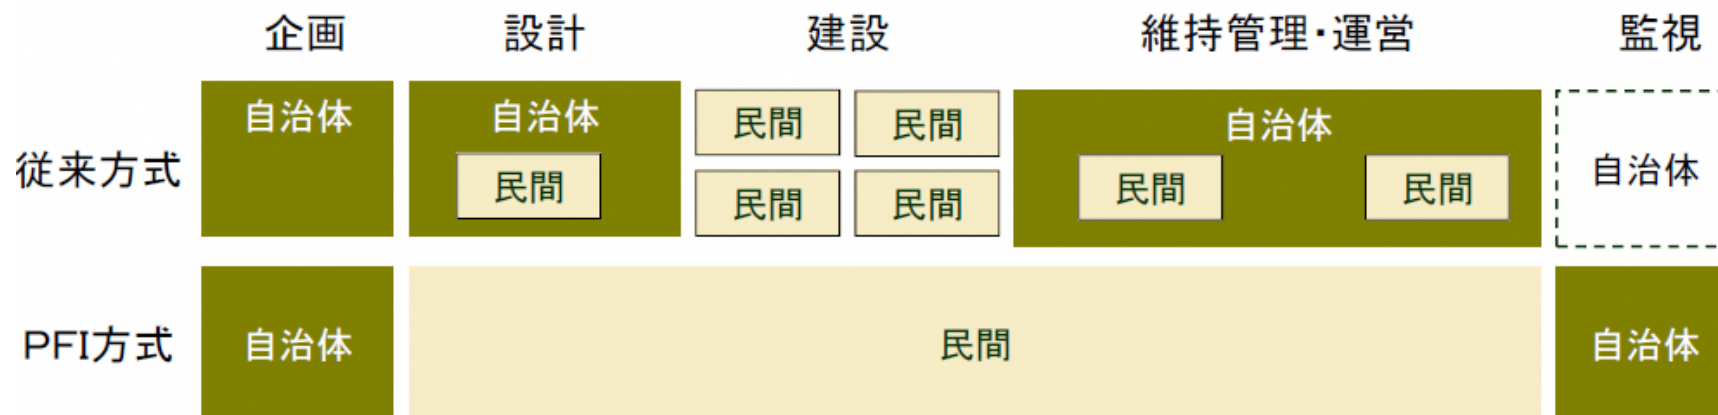 企画 設計 建設 維持管理・運営 監視
従来方式
自治体
自治体
民間
民間 民間
民間 民間
自治体
民間 民間
自治体
PFI方式
自治体
民間
自治体